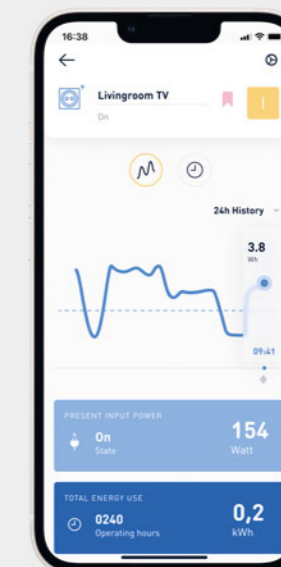 16:38
Livingroom TV
On
24h History
3.8
Wh
09:41
PRESENT INPUT POWER
On
State
154
Watt
TOTAL ENERGY USE
0240
Operating hours
0,2
kWh